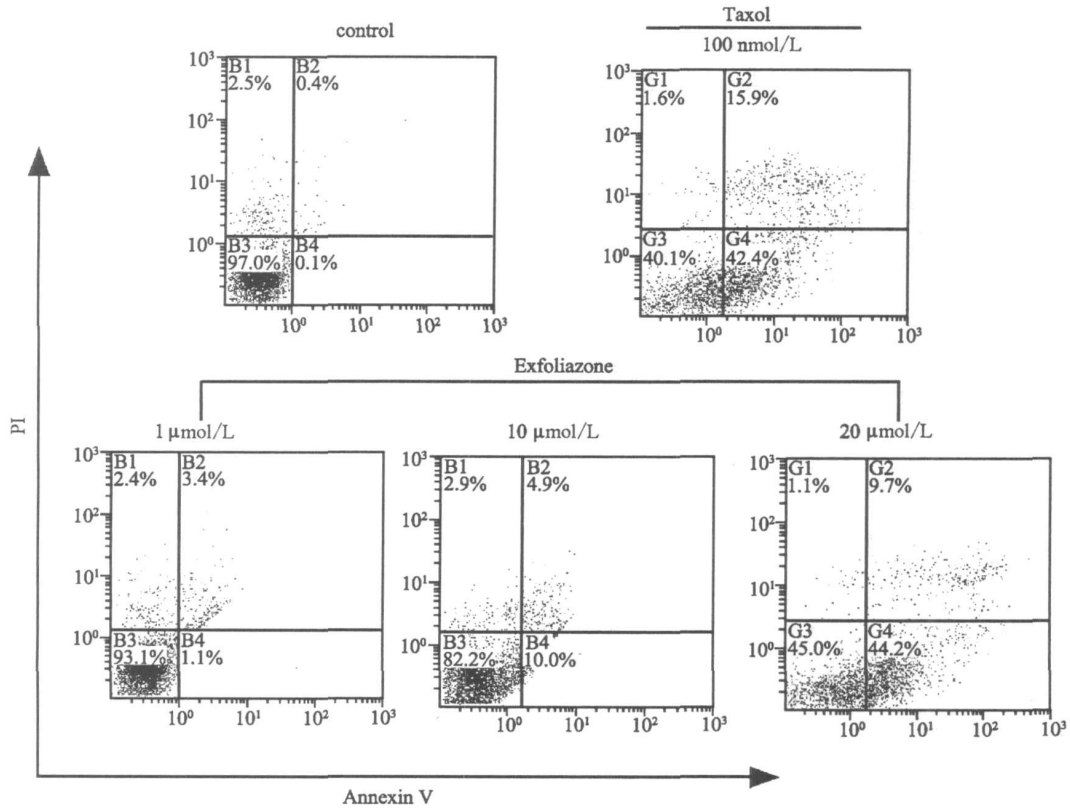 control
10³
10²
10¹
10⁰
B1
2.5%
B2
0.4%
B3
97.0%
B4
0.1%
10⁰ 10¹ 10² 10³
Taxol
100 nmol/L
10³
10²
10¹
10⁰
G1
1.6%
G2
15.9%
G3
40.1%
G4
42.4%
10⁰ 10¹ 10² 10³
PI
Exfoliazone
1 μmol/L
10³
10²
10¹
10⁰
B1
2.4%
B2
3.4%
B3
93.1%
B4
1.1%
10⁰ 10¹ 10² 10³
10 μmol/L
10³
10²
10¹
10⁰
B1
2.9%
B2
4.9%
B3
82.2%
B4
10.0%
10⁰ 10¹ 10² 10³
20 μmol/L
10³
10²
10¹
10⁰
G1
1.1%
G2
9.7%
G3
45.0%
G4
44.2%
10⁰ 10¹ 10² 10³
Annexin V